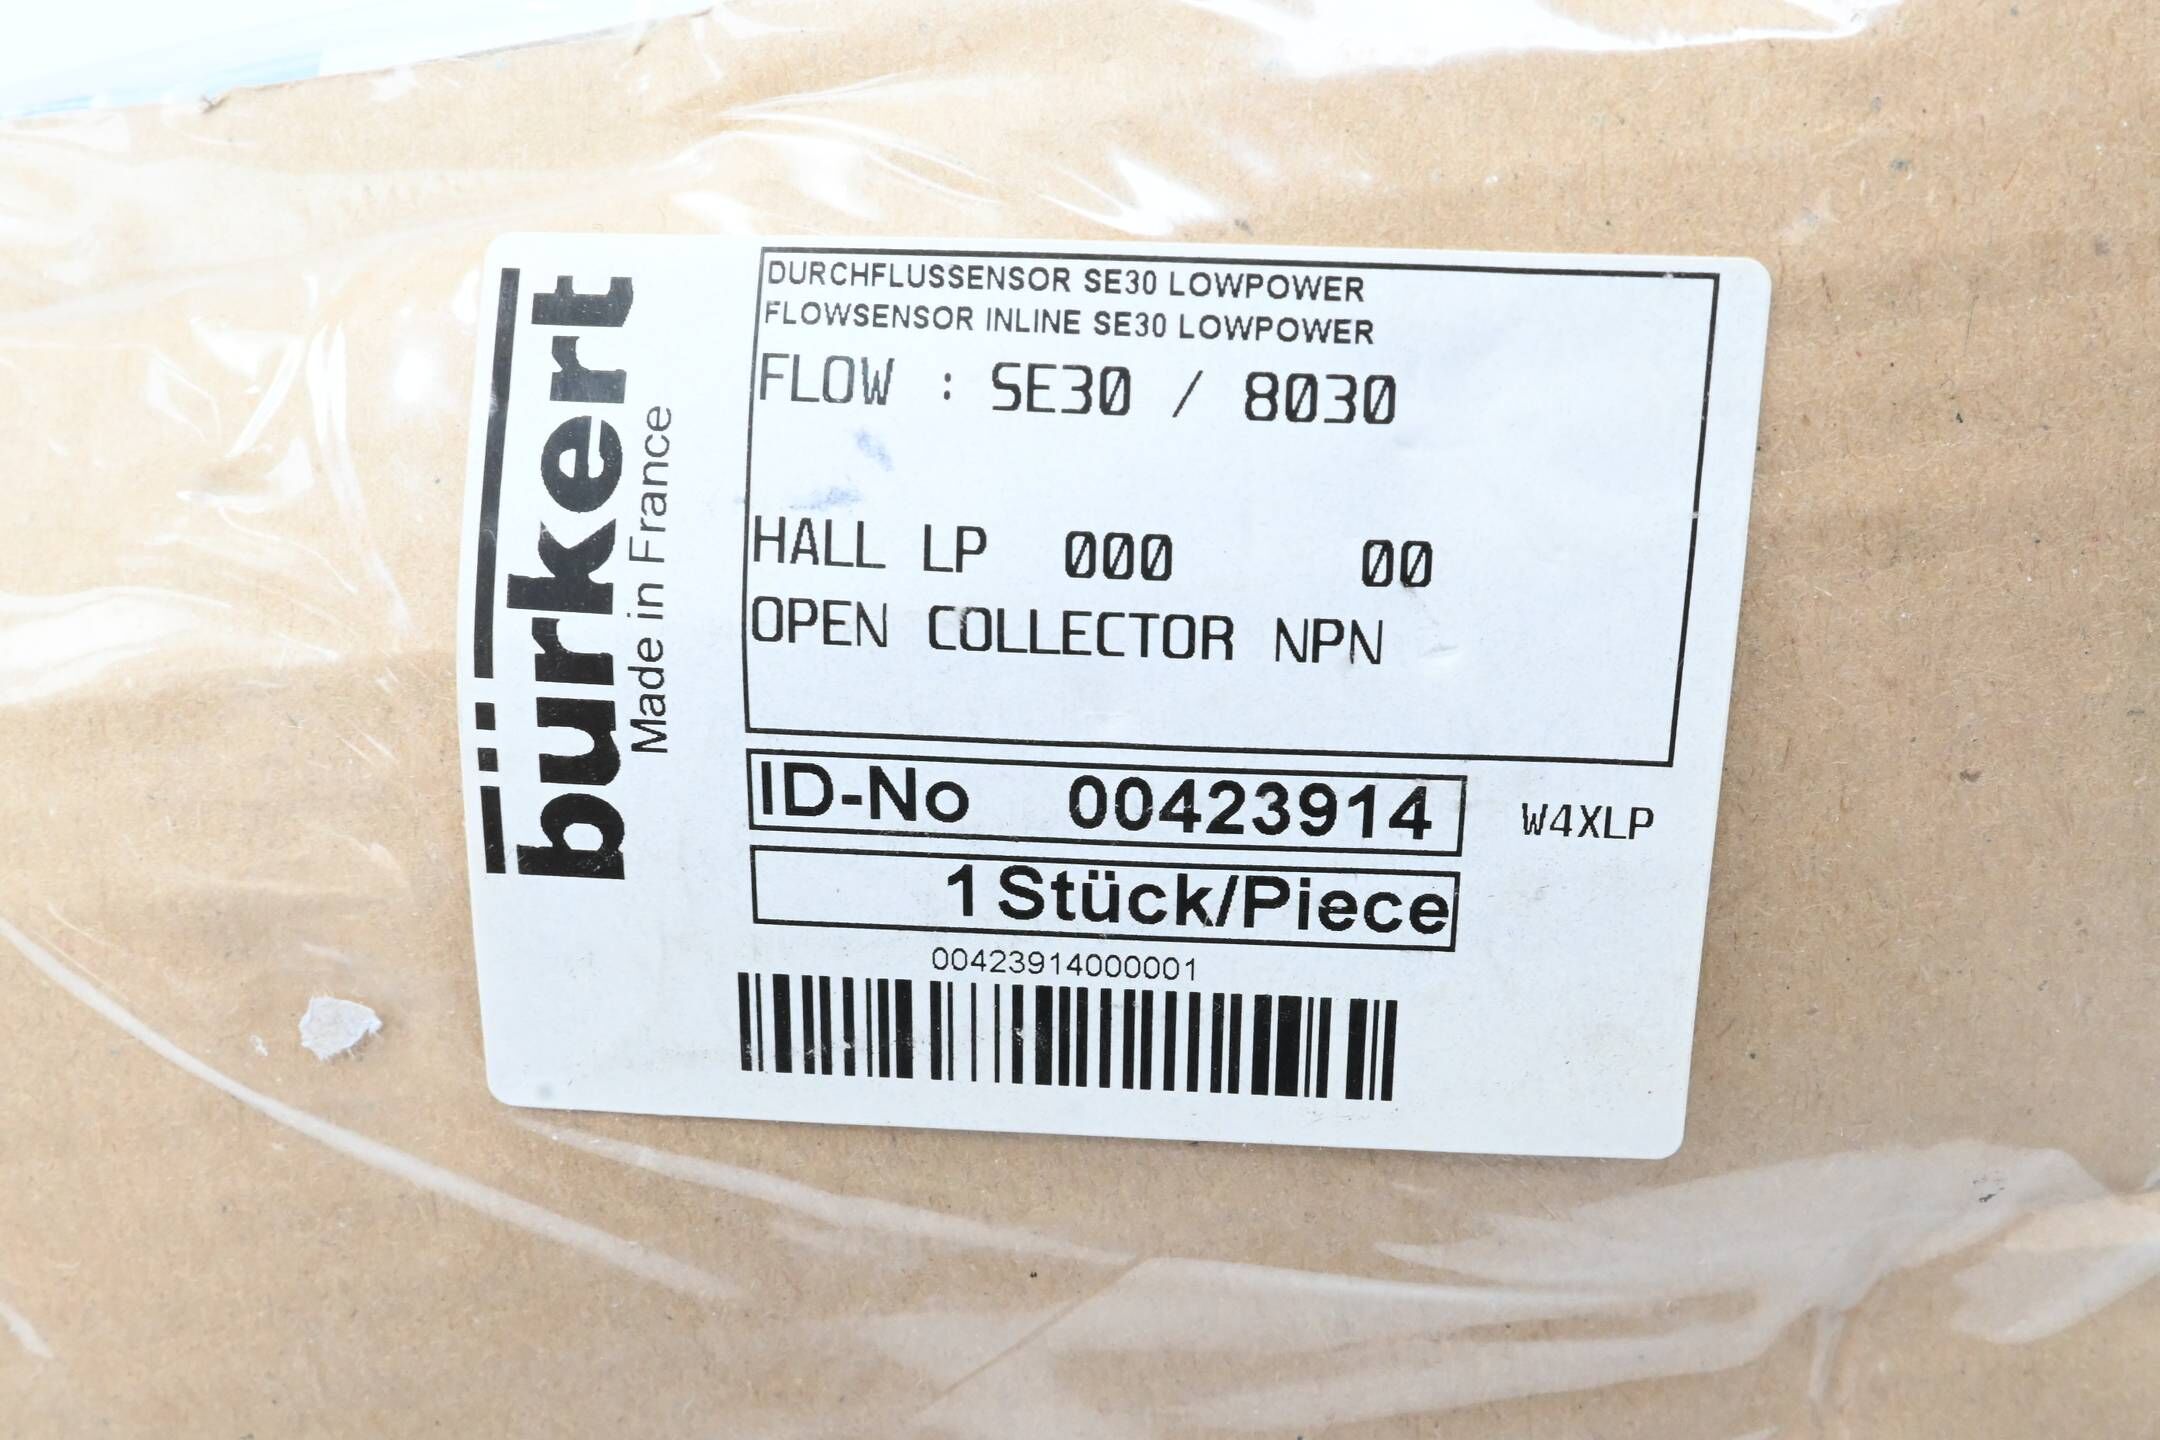 bürkert
Made in France
DURCHFLUSSENSOR SE30 LOWPOWER
FLOWSENSOR INLINE SE30 LOWPOWER
FLOW : SE30 / 8030
HALL LP 000 00
OPEN COLLECTOR NPN
ID-No 00423914
W4XLP
1 Stück/Piece
00423914000001